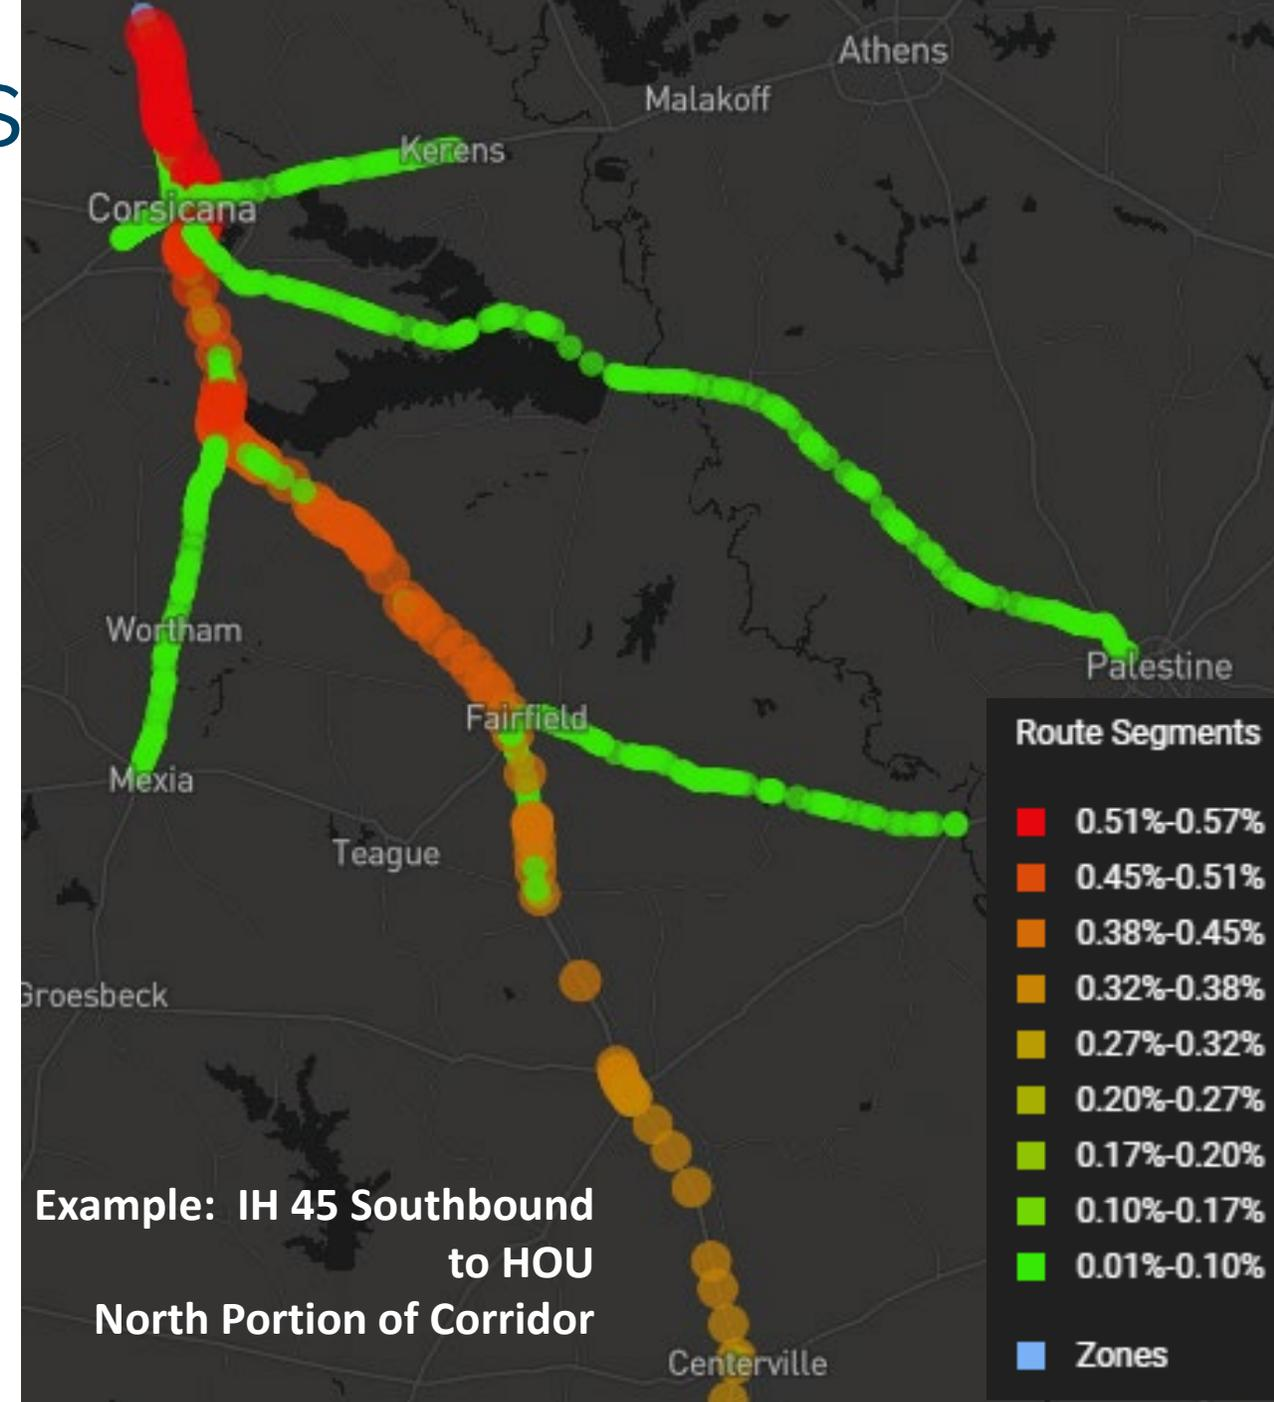 s
Athens
Malakoff
Kerens
Corsicana
Wortham
Palestine
Fairfield
Mexia
Teague
Groesbeck
Centerville
Example: IH 45 Southbound
to HOU
North Portion of Corridor
Route Segments
0.51%-0.57%
0.45%-0.51%
0.38%-0.45%
0.32%-0.38%
0.27%-0.32%
0.20%-0.27%
0.17%-0.20%
0.10%-0.17%
0.01%-0.10%
Zones